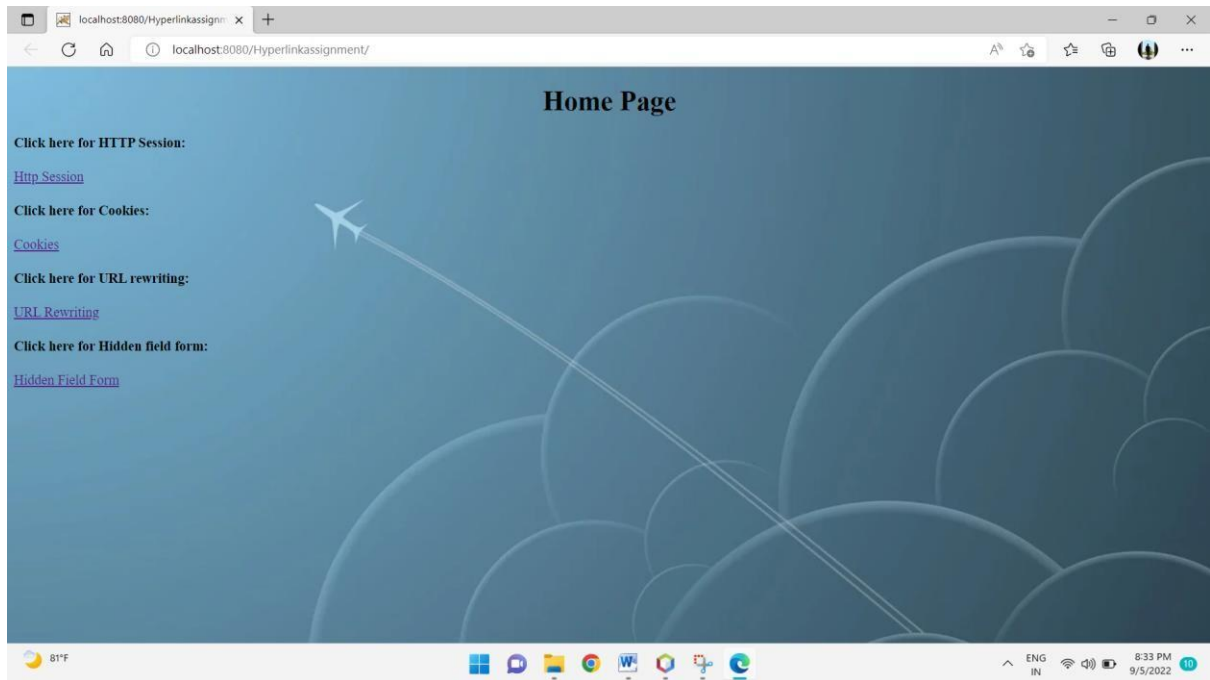 localhost:8080/Hyperlinkassignm
localhost:8080/Hyperlinkassignment/
Home Page
Click here for HTTP Session:
Http Session
Click here for Cookies:
Cookies
Click here for URL rewriting:
URL Rewriting
Click here for Hidden field form:
Hidden Field Form
81°F
ENG
IN
8:33 PM
9/5/2022
10